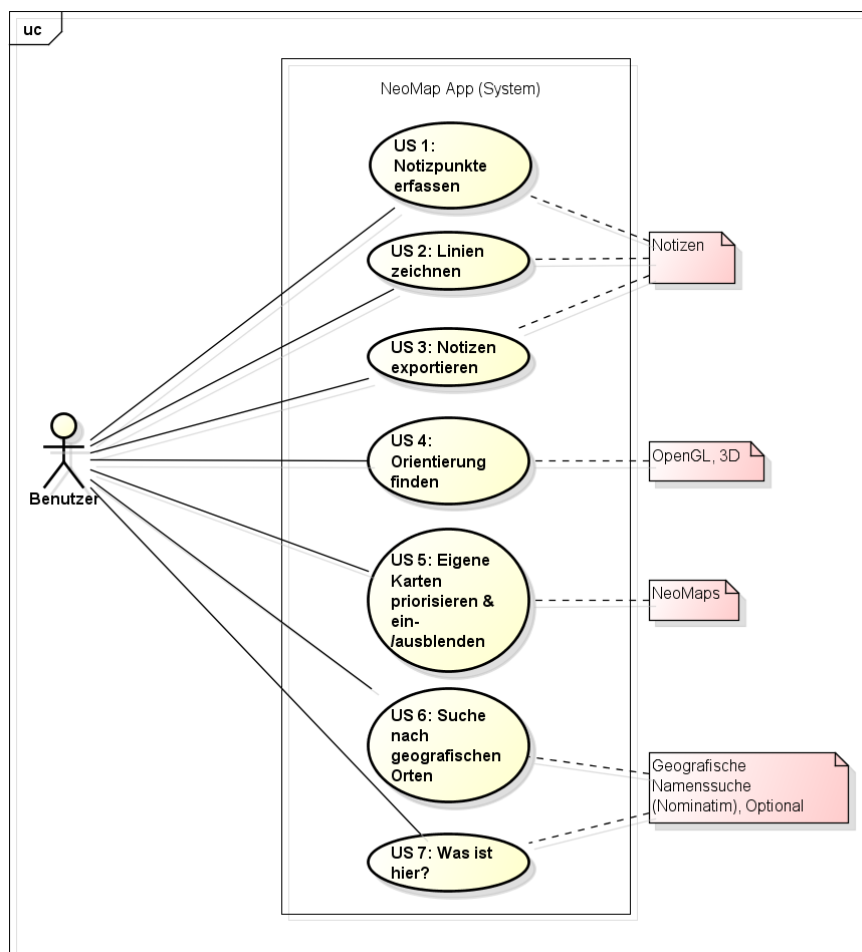 uc
NeoMap App (System)
US 1:
Notizpunkte
erfassen
US 2: Linien
zeichnen
Notizen
US 3: Notizen
exportieren
US 4:
Orientierung
finden
OpenGL, 3D
Benutzer
US 5: Eigene
Karten
priorisieren &
ein-
/ausblenden
NeoMaps
US 6: Suche
nach
geografischen
Orten
Geografische
Namenssuche
(Nominatim), Optional
US 7: Was ist
hier?